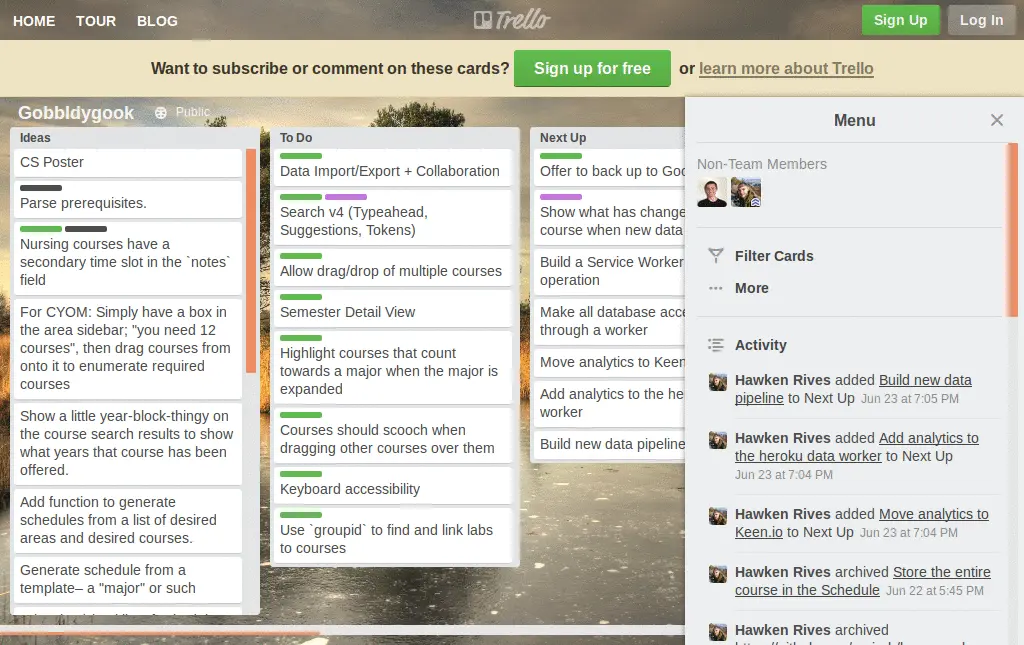 HOME TOUR BLOG
Trello
Sign Up Log In
Want to subscribe or comment on these cards? Sign up for free or learn more about Trello
Gobbldygook Public
Ideas
CS Poster
Parse prerequisites.
Nursing courses have a
secondary time slot in the `notes`
field
For CYOM: Simply have a box in
the area sidebar; "you need 12
courses", then drag courses from
onto it to enumerate required
courses
Show a little year-block-thingy on
the course search results to show
what years that course has been
offered.
Add function to generate
schedules from a list of desired
areas and desired courses.
Generate schedule from a
template– a "major" or such
To Do
Data Import/Export + Collaboration
Search v4 (Typeahead,
Suggestions, Tokens)
Allow drag/drop of multiple courses
Semester Detail View
Highlight courses that count
towards a major when the major is
expanded
Courses should scooch when
dragging other courses over them
Keyboard accessibility
Use `groupid` to find and link labs
to courses
Next Up
Offer to back up to Goo
Show what has change
course when new data
Build a Service Worker
operation
Make all database acce
through a worker
Move analytics to Keen
Add analytics to the he
worker
Build new data pipeline
Menu
Non-Team Members
Filter Cards
More
Activity
Hawken Rives added Build new data
pipeline to Next Up Jun 23 at 7:05 PM
Hawken Rives added Add analytics to
the heroku data worker to Next Up
Jun 23 at 7:04 PM
Hawken Rives added Move analytics to
Keen.io to Next Up Jun 23 at 7:04 PM
Hawken Rives archived Store the entire
course in the Schedule Jun 22 at 5:45 PM
Hawken Rives archived